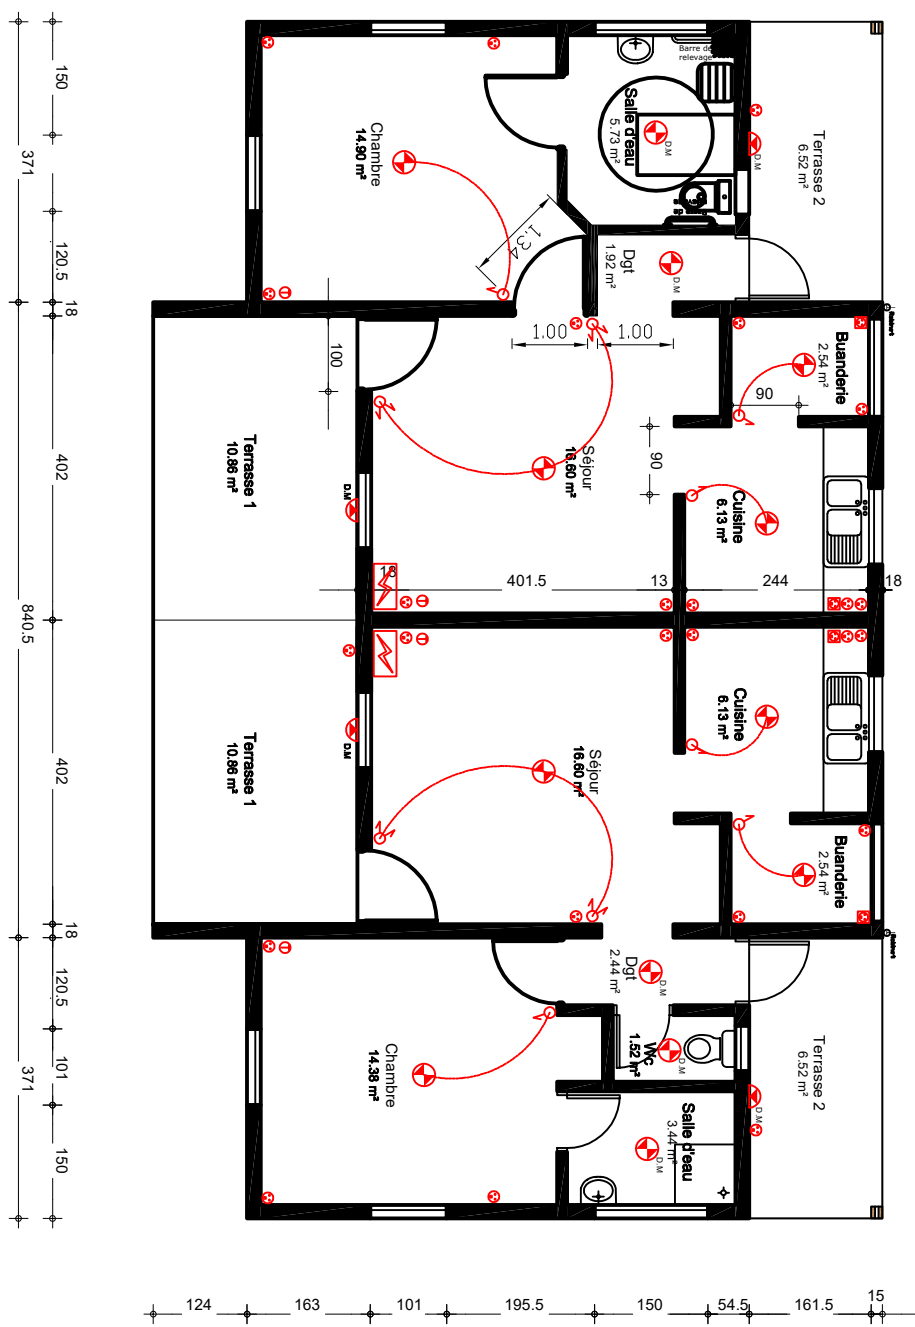 Barre de
relevage
Salle d'eau
5.73 m²
D.M
D.M
Terrasse 2
6.52 m²
Chambre
14.90 m²
1.34
Dgt
1.92 m²
D.M
1.00
1.00
Buanderie
2.54 m²
90
100
90
Terrasse 1
10.86 m²
Séjour
16.60 m²
D.M
Cuisine
6.13 m²
18
401.5
13
244
18
Terrasse 1
10.86 m²
D.M
Séjour
16.60 m²
Cuisine
6.13 m²
Buanderie
2.54 m²
Dgt
2.44 m²
D.M
Wc
1.52 m²
D.M
Chambre
14.38 m²
Salle d'eau
3.44 m²
D.M
D.M
Terrasse 2
6.52 m²
150
371
120.5
18
402
840.5
402
18
120.5
101
371
150
124
163
101
195.5
150
54.5
161.5
15